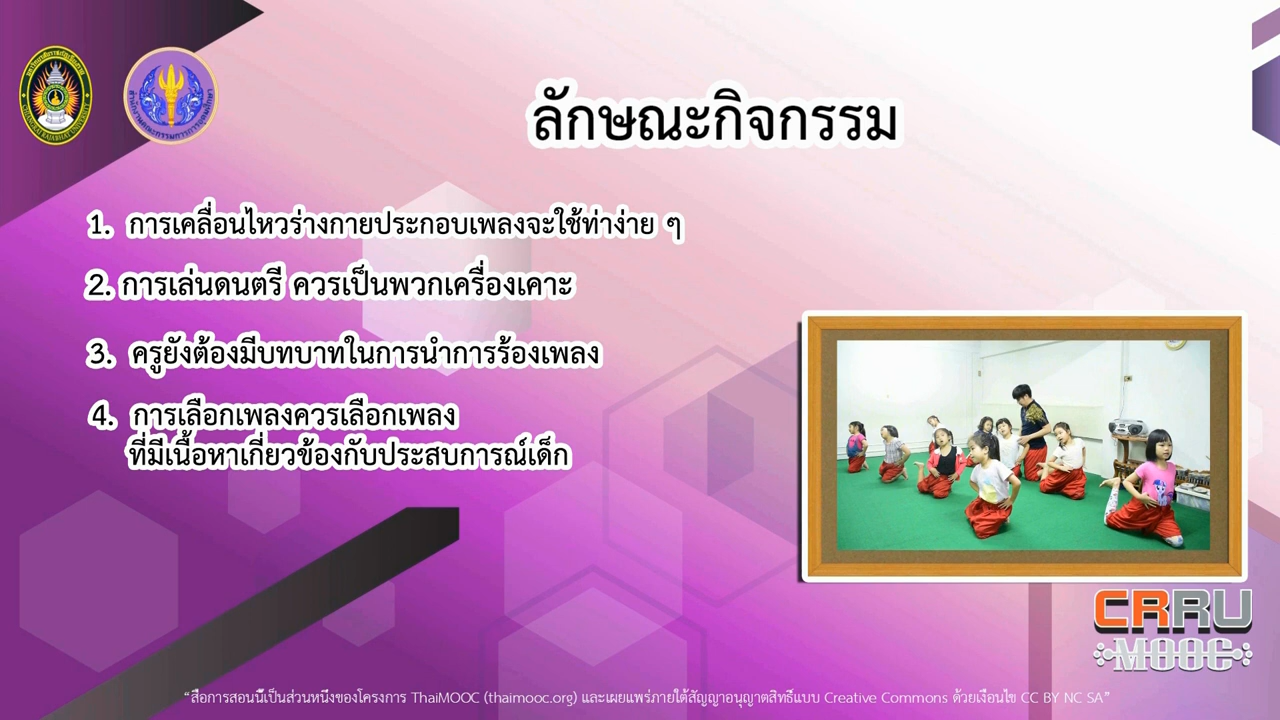 ลักษณะกิจกรรม
1. การเคลื่อนไหวร่างกายประกอบเพลงจะใช้ท่าง่าย ๆ
2. การเล่นดนตรี ควรเป็นพวกเครื่องเคาะ
3. ครูยังต้องมีบทบาทในการนำการร้องเพลง
4. การเลือกเพลงควรเลือกเพลง
ที่มีเนื้อหาเกี่ยวข้องกับประสบการณ์เด็ก
CRRU
MOOC
“สื่อการสอนนี้เป็นส่วนหนึ่งของโครงการ ThaiMOOC (thaimooc.org) และเผยแพร่ภายใต้สัญญาอนุญาตสิทธิ์แบบ Creative Commons ด้วยเงื่อนไข CC BY NC SA”